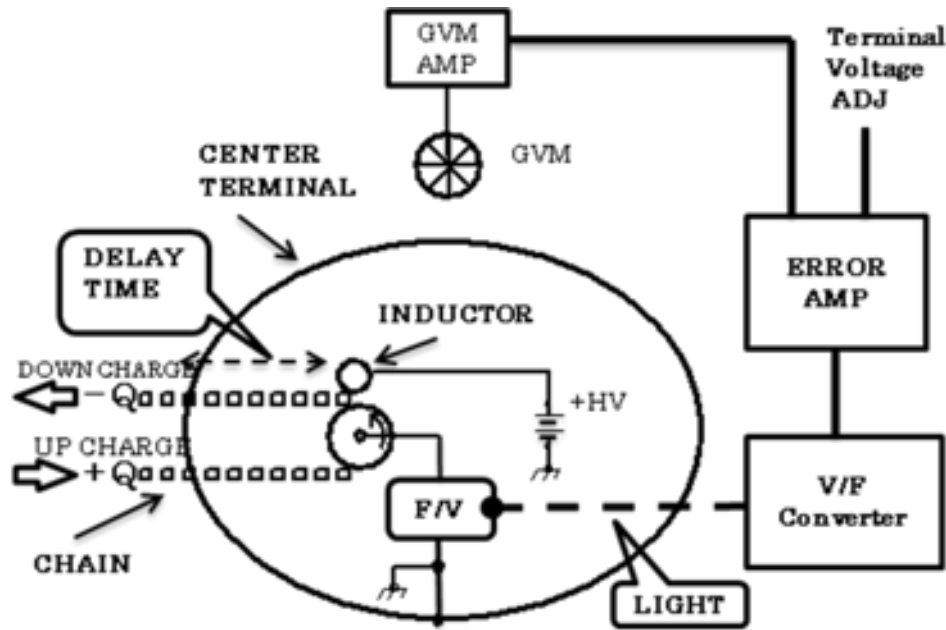 GVM
AMP
Terminal
Voltage
ADJ
GVM
CENTER
TERMINAL
DELAY
TIME
ERROR
AMP
INDUCTOR
DOWN CHARGE
−Q
+HV
UP CHARGE
+Q
F/V
V/F
Converter
CHAIN
LIGHT